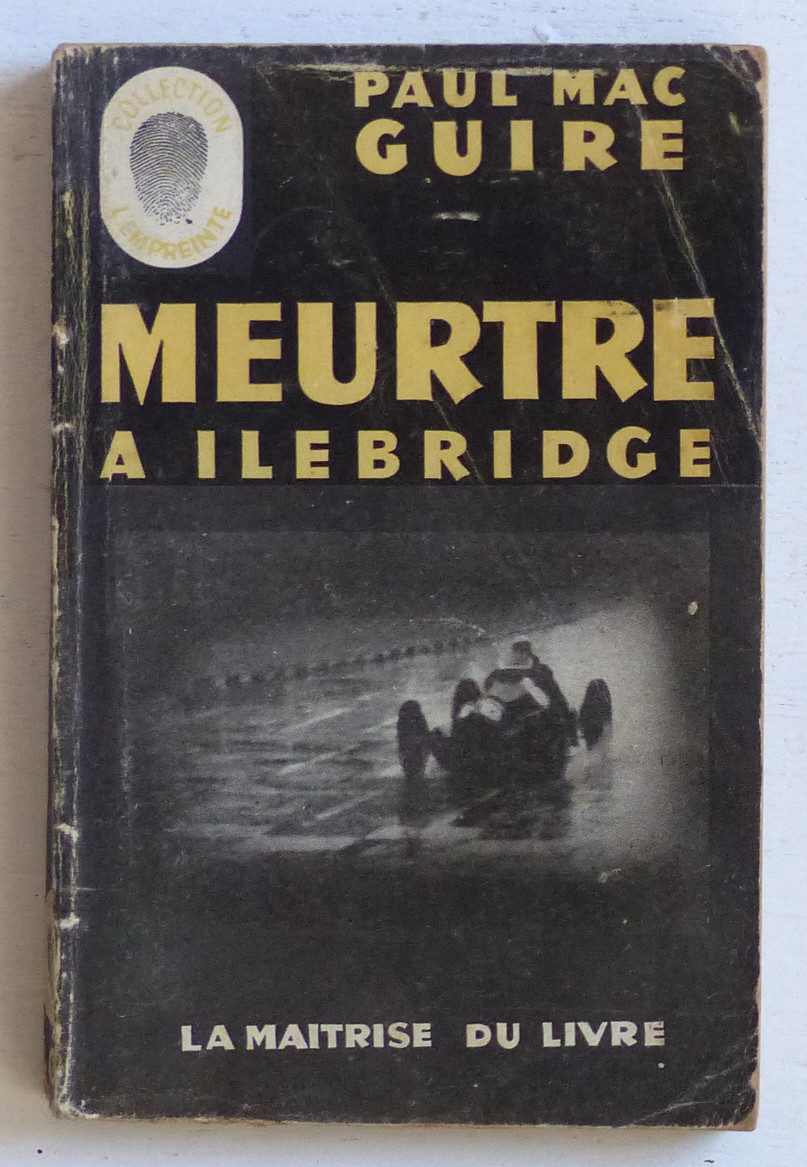 COLLECTION
L'EMPREINTE
PAUL MAC
GUIRE
MEURTRE
A ILEBRIDGE
LA MAITRISE DU LIVRE